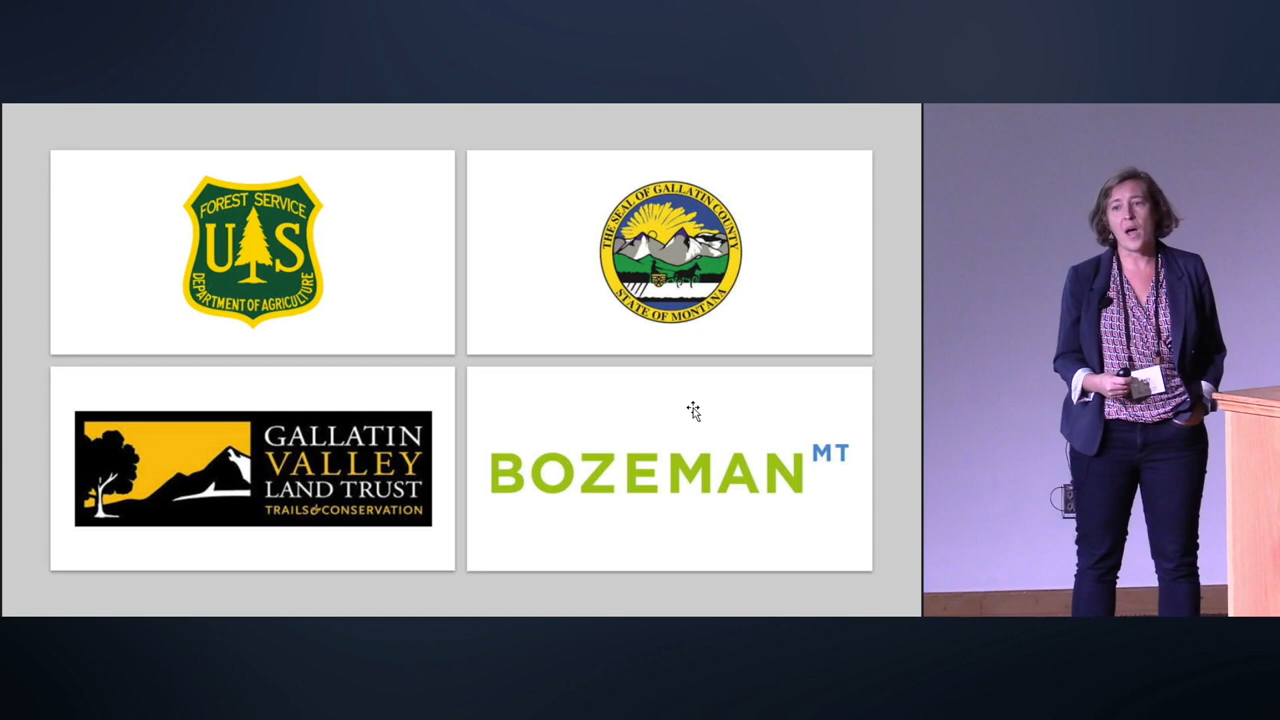 FOREST SERVICE
US
DEPARTMENT OF AGRICULTURE
THE SEAL OF GALLATIN COUNTY
STATE OF MONTANA
GALLATIN
VALLEY
LAND TRUST
TRAILS&CONSERVATION
BOZEMAN MT